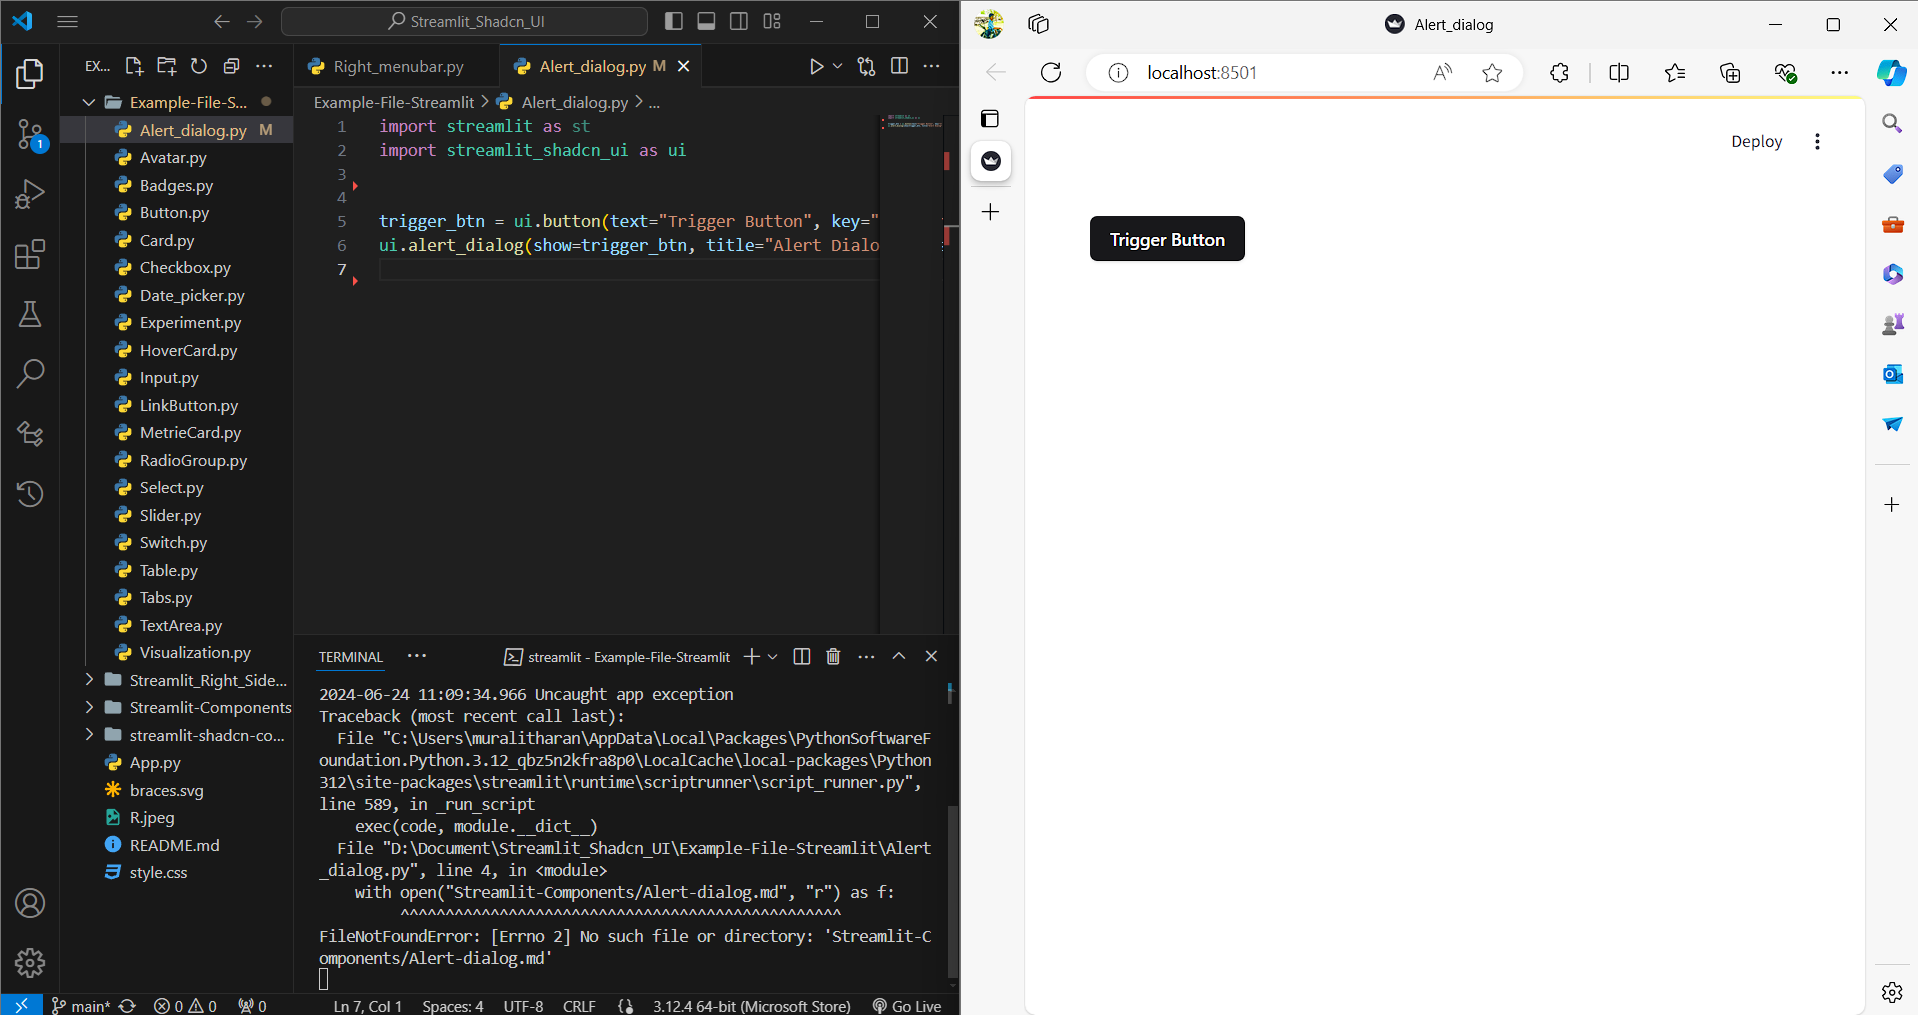 Streamlit_Shadcn_UI
EX...
Example-File-S...
Alert_dialog.py M
Avatar.py
Badges.py
Button.py
Card.py
Checkbox.py
Date_picker.py
Experiment.py
HoverCard.py
Input.py
LinkButton.py
MetrieCard.py
RadioGroup.py
Select.py
Slider.py
Switch.py
Table.py
Tabs.py
TextArea.py
Visualization.py
Streamlit_Right_Side...
Streamlit-Components
streamlit-shadcn-co...
App.py
braces.svg
R.jpeg
README.md
style.css
1
Right_menubar.py
Alert_dialog.py M
Example-File-Streamlit > Alert_dialog.py > ...
1 import streamlit as st
2 import streamlit_shadcn_ui as ui
3
4
5 trigger_btn = ui.button(text="Trigger Button", key="
6 ui.alert_dialog(show=trigger_btn, title="Alert Dialo
7
TERMINAL
streamlit - Example-File-Streamlit
2024-06-24 11:09:34.966 Uncaught app exception
Traceback (most recent call last):
File "C:\Users\muralitharan\AppData\Local\Packages\PythonSoftwareF
oundation.Python.3.12_qbz5n2kfra8p0\LocalCache\local-packages\Python
312\site-packages\streamlit\runtime\scriptrunner\script_runner.py",
line 589, in _run_script
exec(code, module.__dict__)
File "D:\Document\Streamlit_Shadcn_UI\Example-File-Streamlit\Alert
_dialog.py", line 4, in <module>
with open("Streamlit-Components/Alert-dialog.md", "r") as f:
^^^^^^^^^^^^^^^^^^^^^^^^^^^^^^^^^^^^^^^^^^^^^^^^^
FileNotFoundError: [Errno 2] No such file or directory: 'Streamlit-C
omponents/Alert-dialog.md'
main* 0 0 0 Ln 7, Col 1 Spaces: 4 UTF-8 CRLF 3.12.4 64-bit (Microsoft Store) Go Live
Alert_dialog
localhost:8501
Deploy
Trigger Button